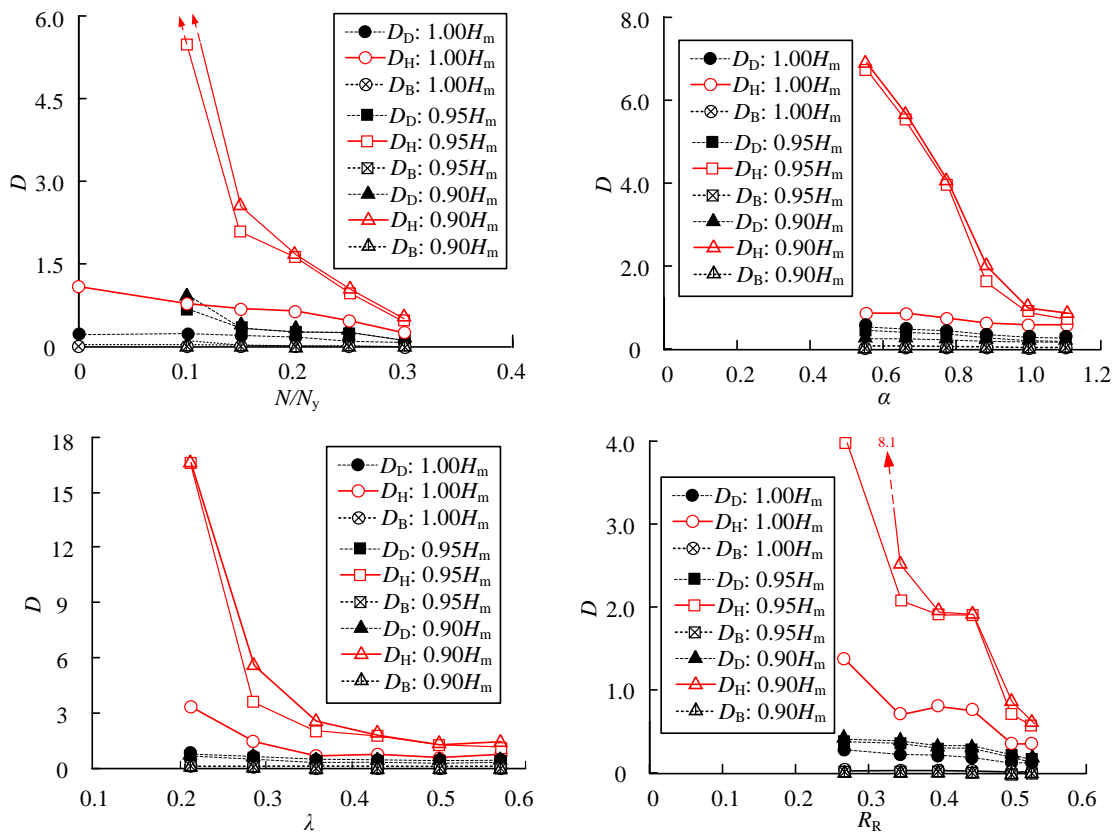 6.0
4.5
3.0
1.5
0
D
0
0.1
0.2
0.3
0.4
N/Ny
DD: 1.00Hm
DH: 1.00Hm
DB: 1.00Hm
DD: 0.95Hm
DH: 0.95Hm
DB: 0.95Hm
DD: 0.90Hm
DH: 0.90Hm
DB: 0.90Hm
8.0
6.0
4.0
2.0
0
D
0
0.2
0.4
0.6
0.8
1.0
1.2
α
DD: 1.00Hm
DH: 1.00Hm
DB: 1.00Hm
DD: 0.95Hm
DH: 0.95Hm
DB: 0.95Hm
DD: 0.90Hm
DH: 0.90Hm
DB: 0.90Hm
18
15
12
9
6
3
0
D
0.1
0.2
0.3
0.4
0.5
0.6
λ
DD: 1.00Hm
DH: 1.00Hm
DB: 1.00Hm
DD: 0.95Hm
DH: 0.95Hm
DB: 0.95Hm
DD: 0.90Hm
DH: 0.90Hm
DB: 0.90Hm
4.0
3.0
2.0
1.0
0
D
8.1
0
0.1
0.2
0.3
0.4
0.5
0.6
RR
DD: 1.00Hm
DH: 1.00Hm
DB: 1.00Hm
DD: 0.95Hm
DH: 0.95Hm
DB: 0.95Hm
DD: 0.90Hm
DH: 0.90Hm
DB: 0.90Hm